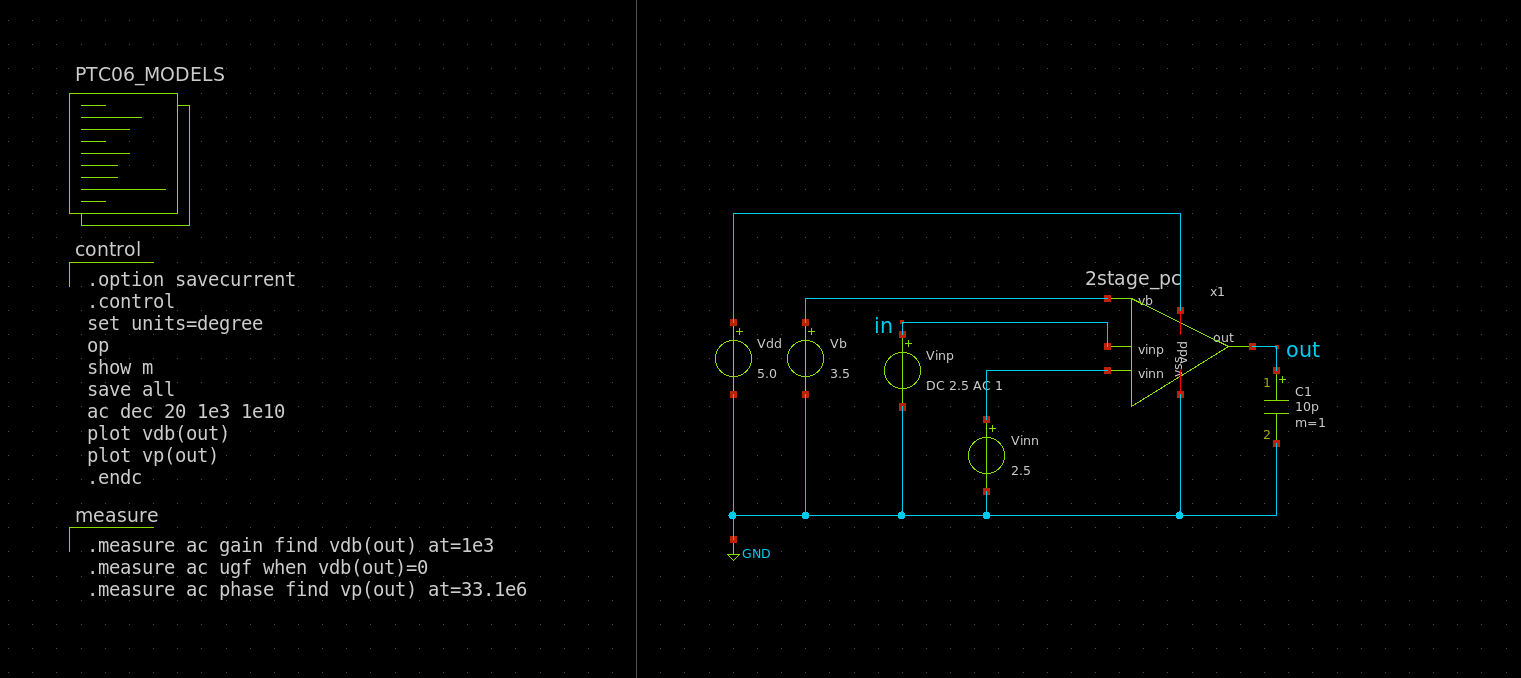 PTC06_MODELS
control
.option savecurrent
.control
set units=degree
op
show m
save all
ac dec 20 1e3 1e10
plot vdb(out)
plot vp(out)
.endc
measure
.measure ac gain find vdb(out) at=1e3
.measure ac ugf when vdb(out)=0
.measure ac phase find vp(out) at=33.1e6
2stage_pc
x1
vb
vinp
vinn
vdd
vss
out
in
out
+
Vdd
5.0
+
Vb
3.5
+
Vinp
DC 2.5 AC 1
+
Vinn
2.5
1
+
C1
10p
m=1
2
GND